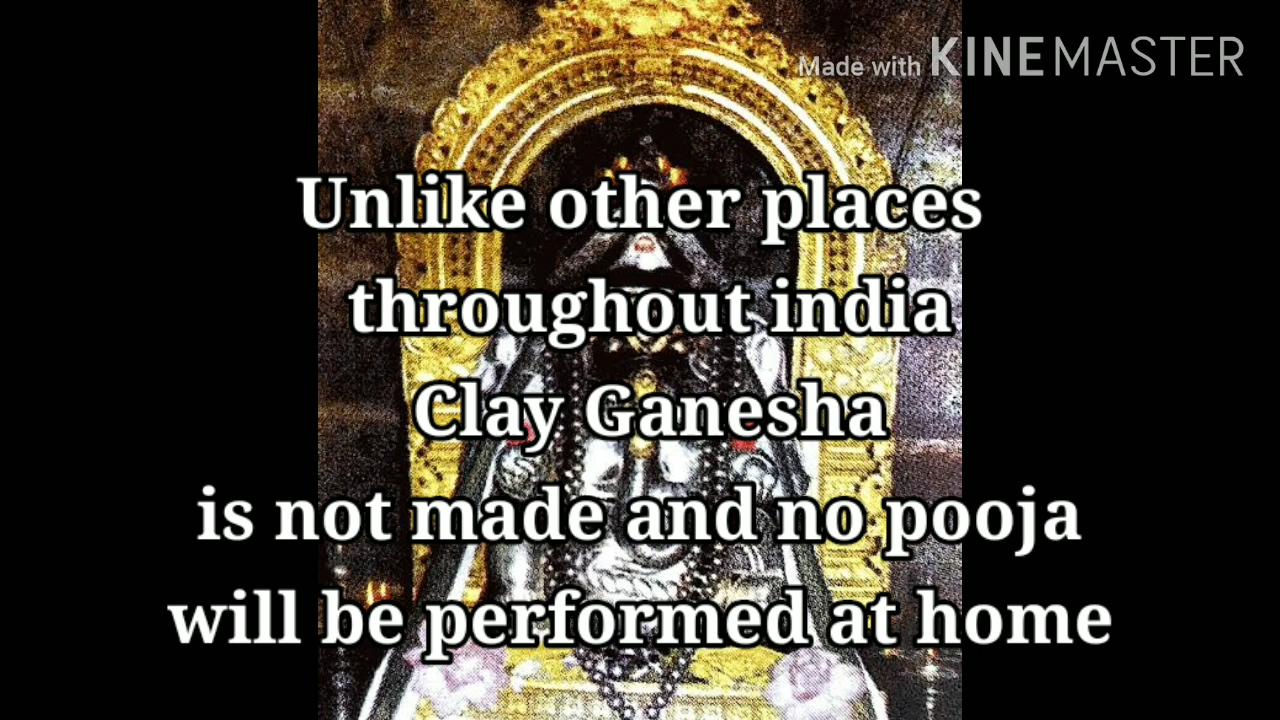 Made with KINEMASTER
Unlike other places
throughout india
Clay Ganesha
is not made and no pooja
will be performed at home